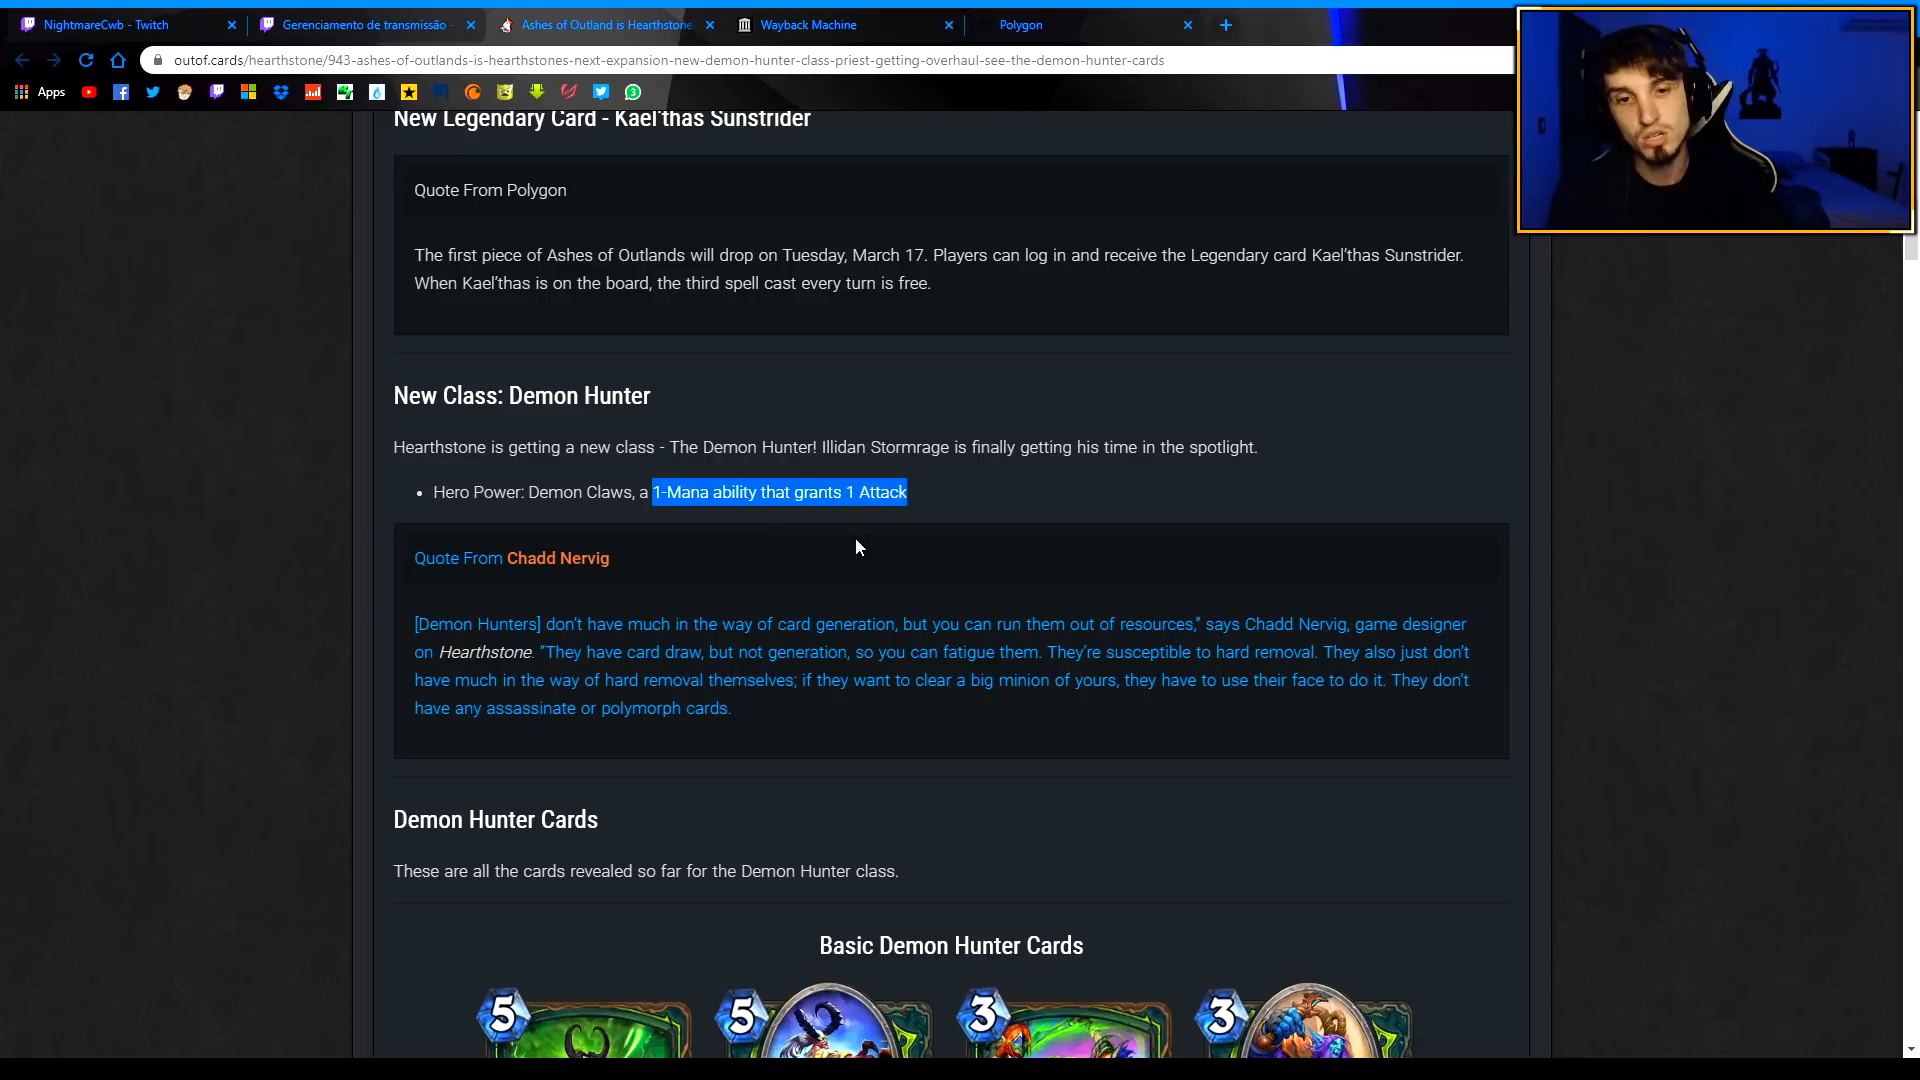 NightmareCwb - Twitch
Gerenciamento de transmissão -
Ashes of Outland is Hearthstone
Wayback Machine
Polygon
outof.cards/hearthstone/943-ashes-of-outlands-is-hearthstones-next-expansion-new-demon-hunter-class-priest-getting-overhaul-see-the-demon-hunter-cards
Apps
3
New Legendary Card - Kael'thas Sunstrider
Quote From Polygon
The first piece of Ashes of Outlands will drop on Tuesday, March 17. Players can log in and receive the Legendary card Kael’thas Sunstrider.
When Kael’thas is on the board, the third spell cast every turn is free.
New Class: Demon Hunter
Hearthstone is getting a new class - The Demon Hunter! Illidan Stormrage is finally getting his time in the spotlight.
• Hero Power: Demon Claws, a 1-Mana ability that grants 1 Attack
Quote From Chadd Nervig
[Demon Hunters] don’t have much in the way of card generation, but you can run them out of resources,” says Chadd Nervig, game designer
on Hearthstone. “They have card draw, but not generation, so you can fatigue them. They’re susceptible to hard removal. They also just don’t
have much in the way of hard removal themselves; if they want to clear a big minion of yours, they have to use their face to do it. They don’t
have any assassinate or polymorph cards.
Demon Hunter Cards
These are all the cards revealed so far for the Demon Hunter class.
Basic Demon Hunter Cards
5 5 3 3